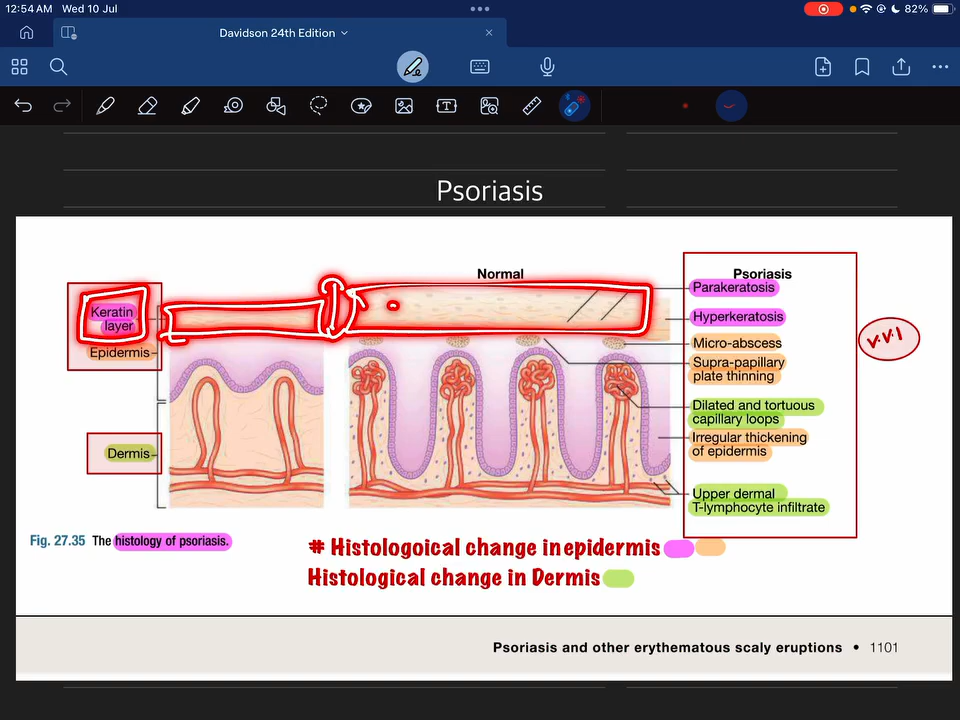 12:54 AM Wed 10 Jul
82%
Davidson 24th Edition
Psoriasis
Normal
Psoriasis
Keratin
layer
Epidermis
Dermis
Parakeratosis
Hyperkeratosis
Micro-abscess
Supra-papillary
plate thinning
Dilated and tortuous
capillary loops
Irregular thickening
of epidermis
Upper dermal
T-lymphocyte infiltrate
V.V.I
Fig. 27.35 The histology of psoriasis.
# Histologoical change in epidermis
Histological change in Dermis
Psoriasis and other erythematous scaly eruptions • 1101